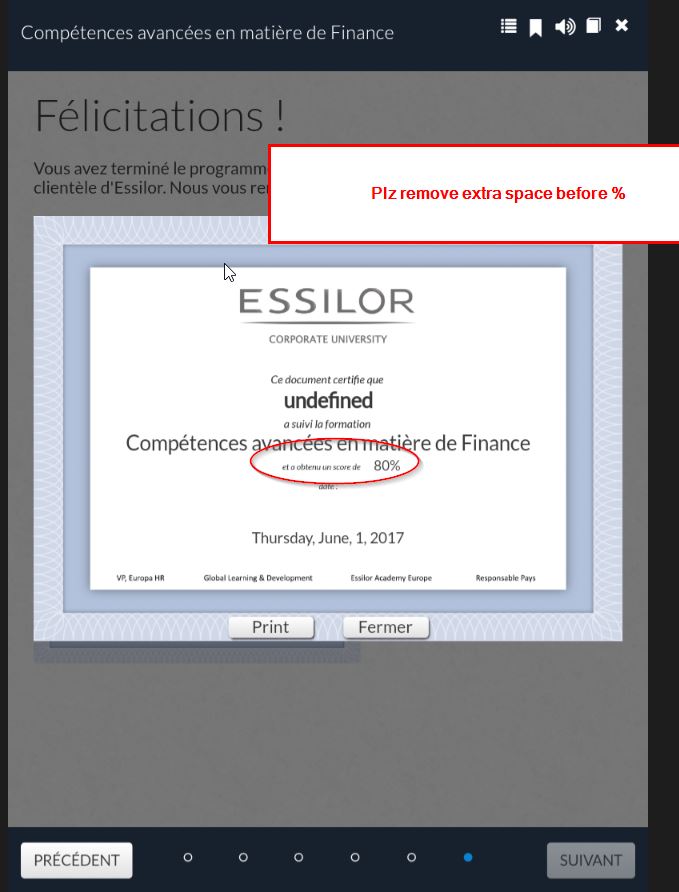 Compétences avancées en matière de Finance
Félicitations !
Vous avez terminé le programm
clientèle d'Essilor. Nous vous re
Plz remove extra space before %
ESSILOR
CORPORATE UNIVERSITY
Ce document certifie que
undefined
a suivi la formation
Compétences avancées en matière de Finance
et a obtenu un score de 80%
date :
Thursday, June, 1, 2017
VP, Europa HR Global Learning & Development Essilor Academy Europe Responsable Pays
Print Fermer
PRÉCÉDENT SUIVANT